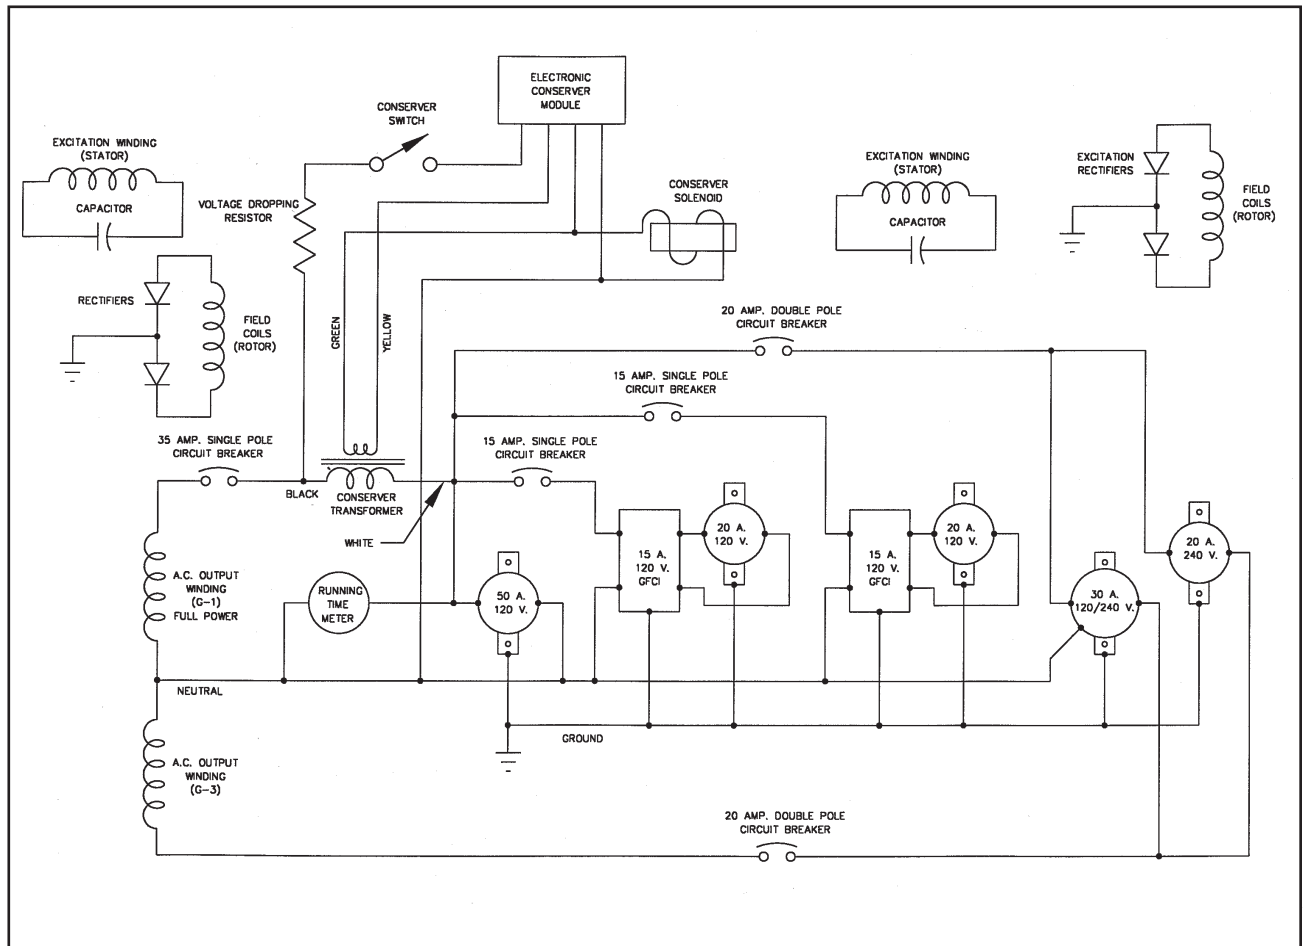 ELECTRONIC
CONSERVER
MODULE
CONSERVER
SWITCH
EXCITATION WINDING
(STATOR)
CAPACITOR
VOLTAGE DROPPING
RESISTOR
CONSERVER
SOLENOID
EXCITATION WINDING
(STATOR)
CAPACITOR
EXCITATION
RECTIFIERS
FIELD
COILS
(ROTOR)
RECTIFIERS
FIELD
COILS
(ROTOR)
GREEN
YELLOW
20 AMP. DOUBLE POLE
CIRCUIT BREAKER
15 AMP. SINGLE POLE
CIRCUIT BREAKER
35 AMP. SINGLE POLE
CIRCUIT BREAKER
15 AMP. SINGLE POLE
CIRCUIT BREAKER
BLACK
CONSERVER
TRANSFORMER
WHITE
A.C. OUTPUT
WINDING
(G-1)
FULL POWER
RUNNING
TIME
METER
50 A.
120 V.
15 A.
120 V.
GFCI
20 A.
120 V.
15 A.
120 V.
GFCI
20 A.
120 V.
30 A.
120/240 V.
20 A.
240 V.
NEUTRAL
GROUND
A.C. OUTPUT
WINDING
(G-3)
20 AMP. DOUBLE POLE
CIRCUIT BREAKER